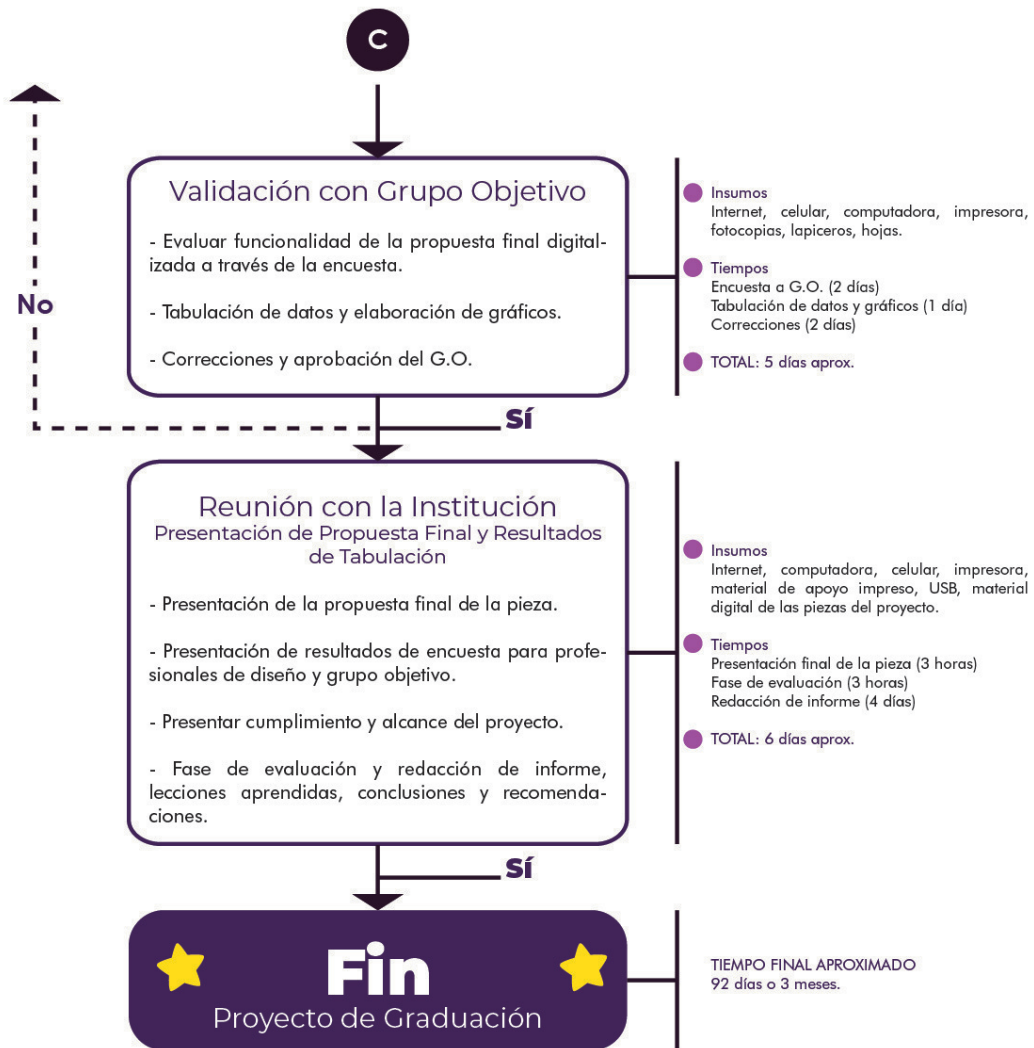 C
Validación con Grupo Objetivo
- Evaluar funcionalidad de la propuesta final digital-
izada a través de la encuesta.
- Tabulación de datos y elaboración de gráficos.
- Correcciones y aprobación del G.O.
Insumos
Internet, celular, computadora, impresora,
fotocopias, lapiceros, hojas.
Tiempos
Encuesta a G.O. (2 días)
Tabulación de datos y gráficos (1 día)
Correcciones (2 días)
TOTAL: 5 días aprox.
No
Sí
Reunión con la Institución
Presentación de Propuesta Final y Resultados
de Tabulación
- Presentación de la propuesta final de la pieza.
- Presentación de resultados de encuesta para profe-
sionales de diseño y grupo objetivo.
- Presentar cumplimiento y alcance del proyecto.
- Fase de evaluación y redacción de informe,
lecciones aprendidas, conclusiones y recomenda-
ciones.
Insumos
Internet, computadora, celular, impresora,
material de apoyo impreso, USB, material
digital de las piezas del proyecto.
Tiempos
Presentación final de la pieza (3 horas)
Fase de evaluación (3 horas)
Redacción de informe (4 días)
TOTAL: 6 días aprox.
Sí
Fin
Proyecto de Graduación
TIEMPO FINAL APROXIMADO
92 días o 3 meses.